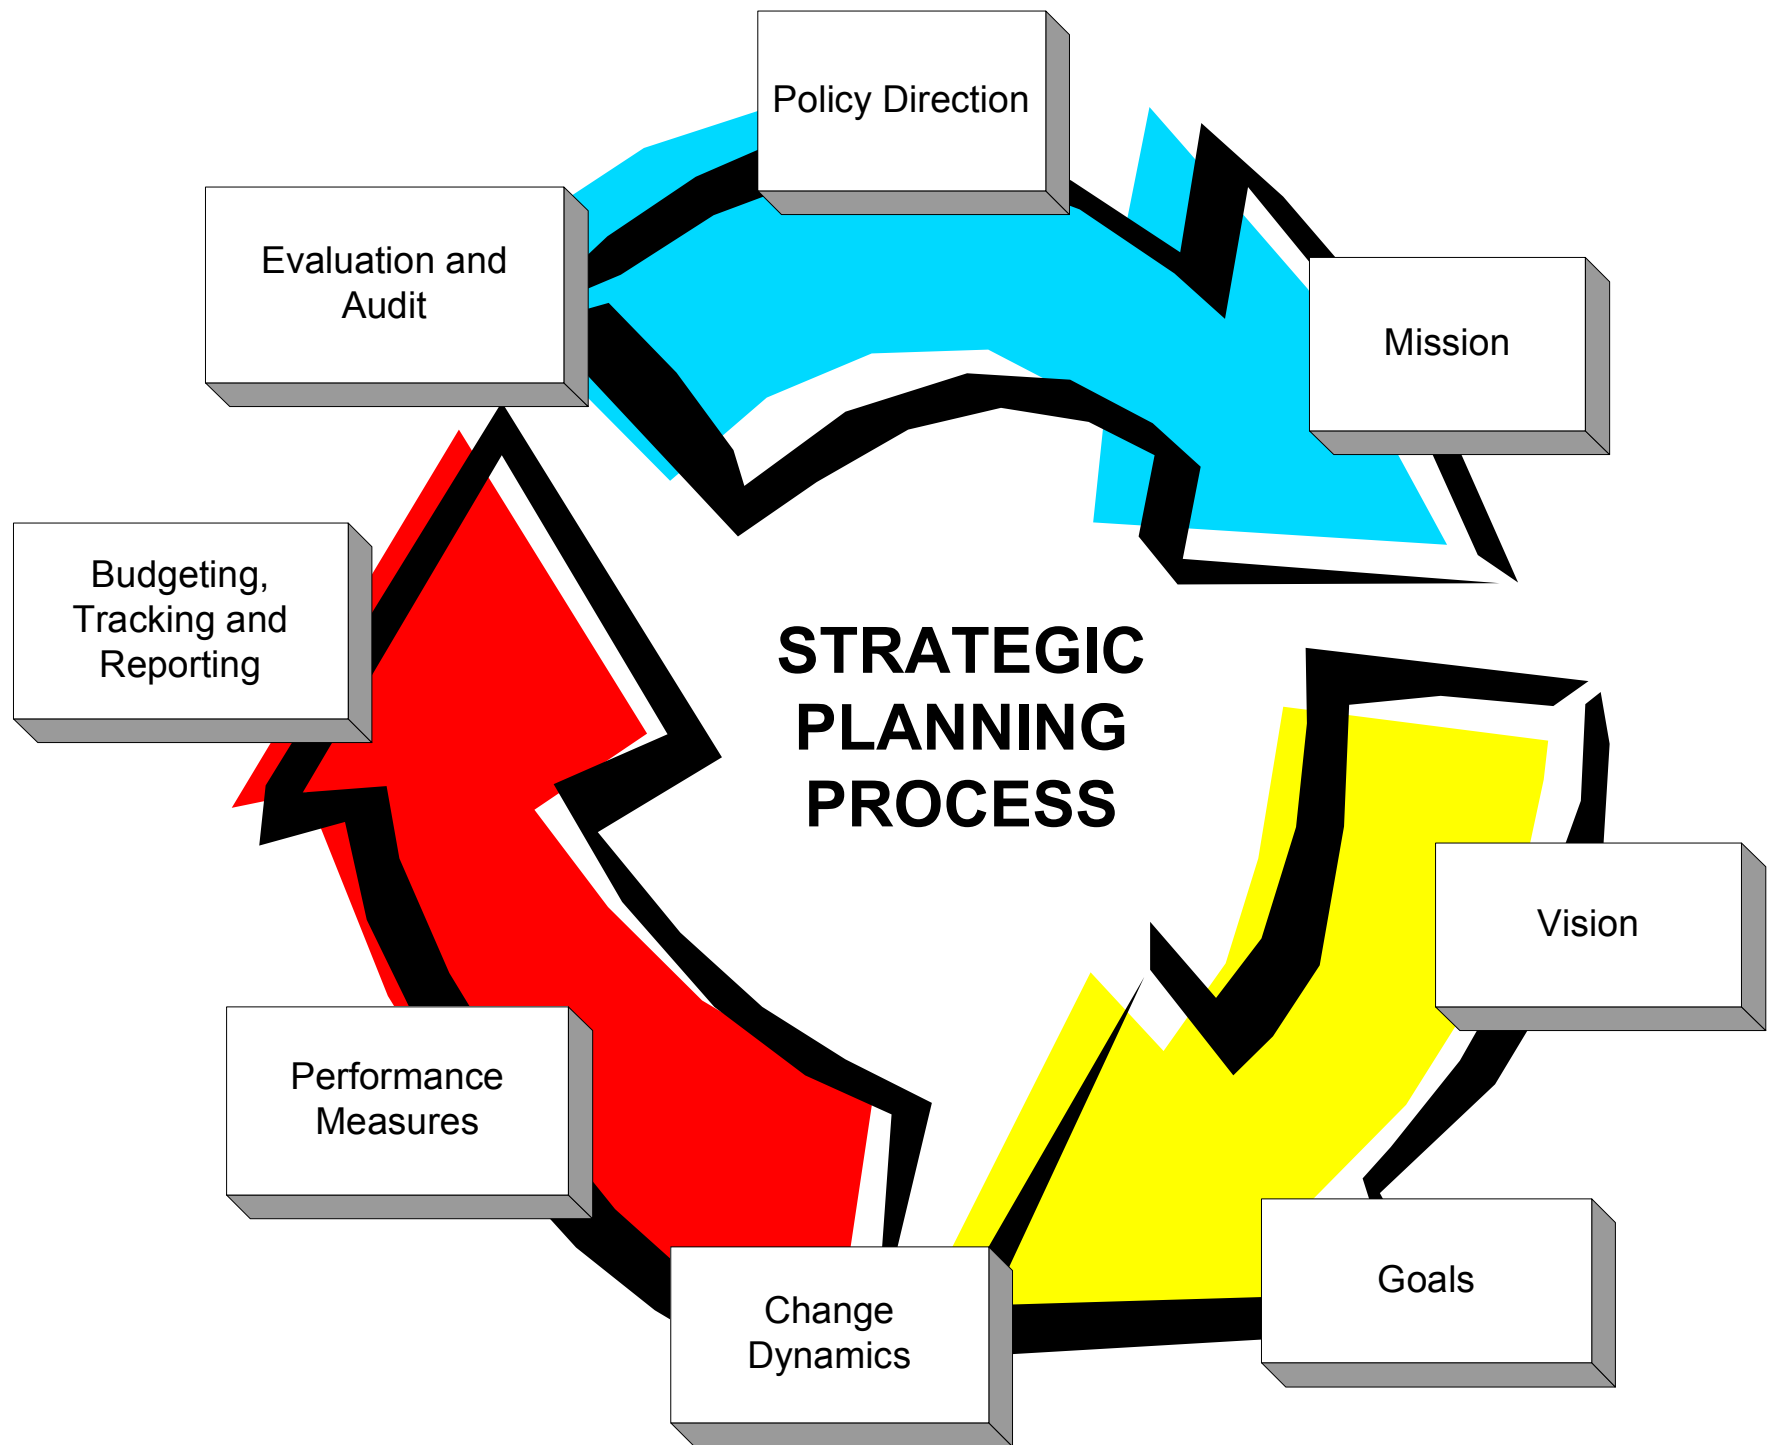 Policy Direction
Evaluation and
Audit
Mission
Budgeting,
Tracking and
Reporting
STRATEGIC
PLANNING
PROCESS
Vision
Performance
Measures
Goals
Change
Dynamics